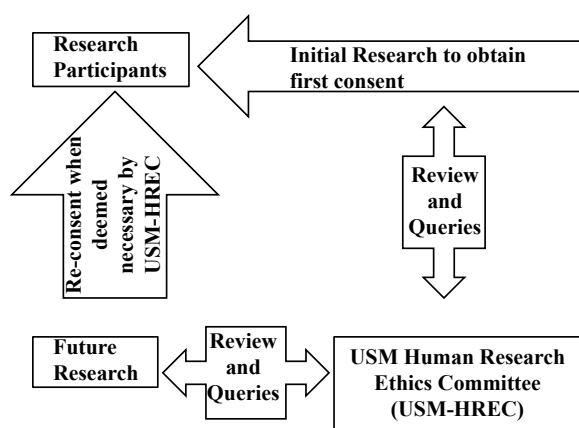 Research
Participants
Initial Research to obtain
first consent
Re-consent when
deemed
necessary by
USM-HREC
Review
and
Queries
Future
Research
Review
and
Queries
USM Human Research
Ethics Committee
(USM-HREC)